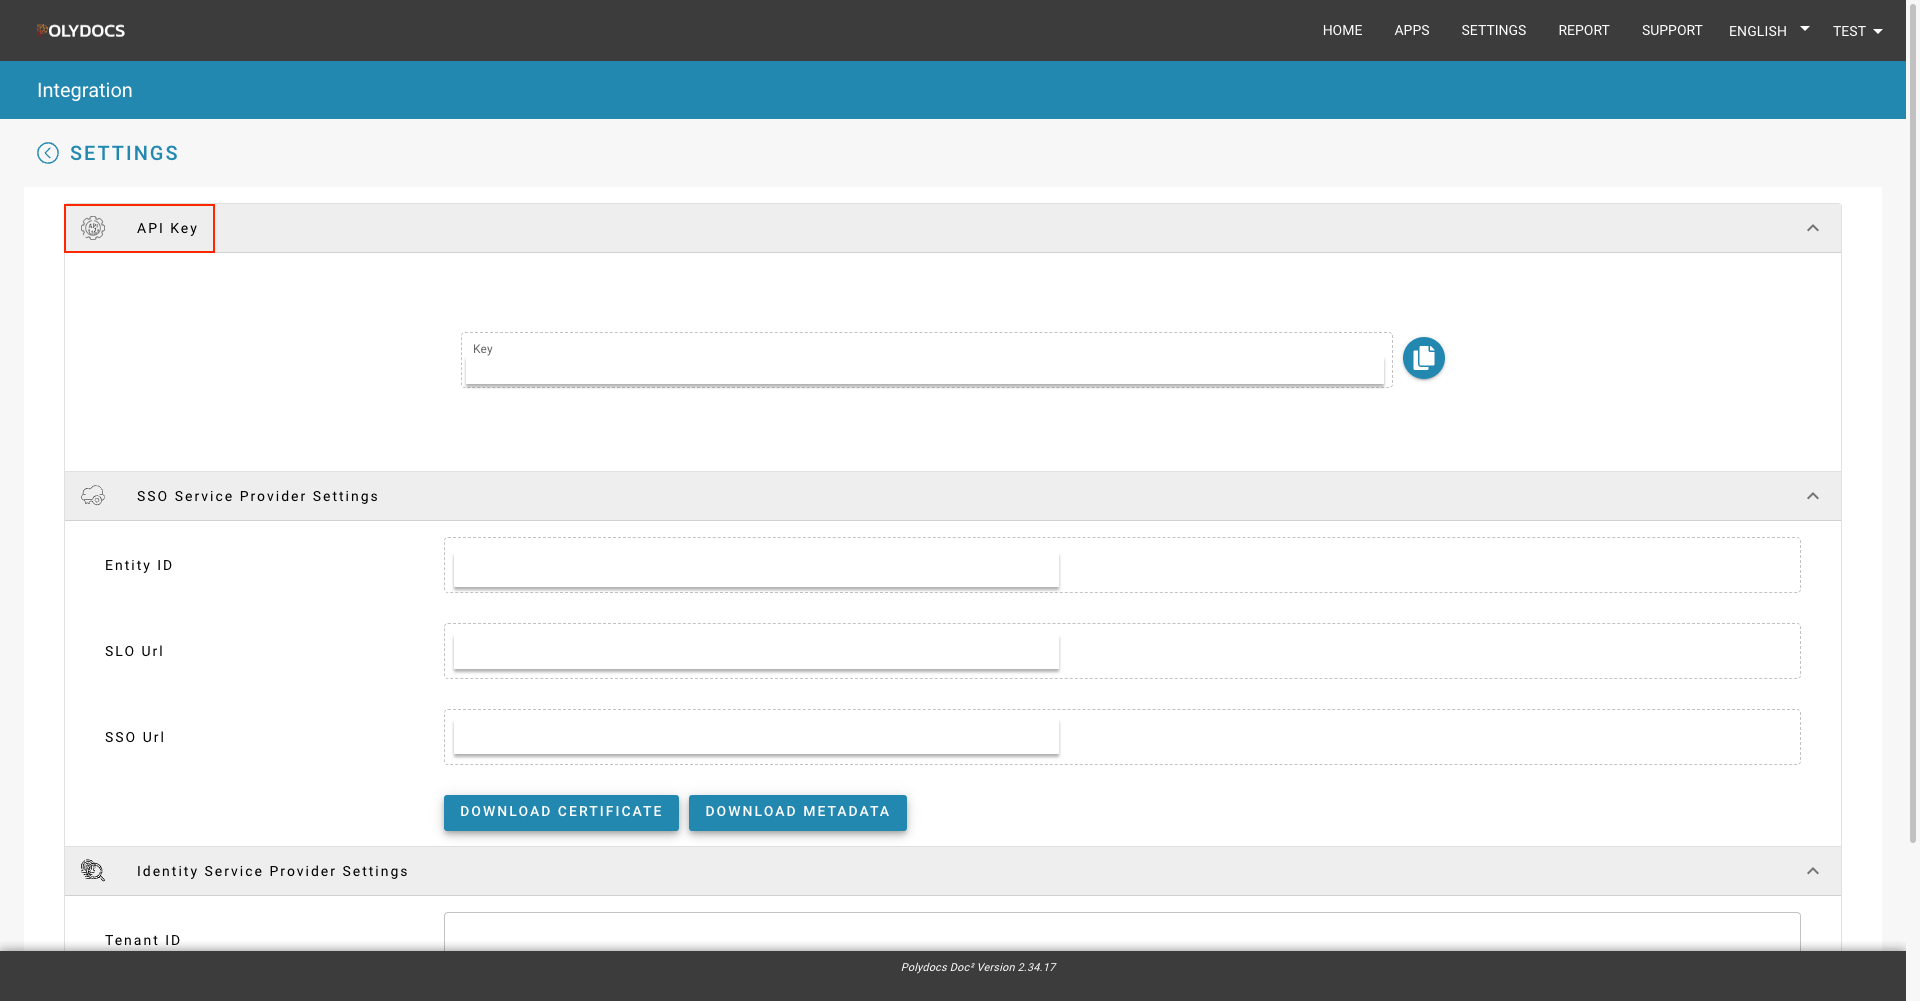 POLYDOCS
HOME APPS SETTINGS REPORT SUPPORT ENGLISH TEST
Integration
SETTINGS
API Key
Key
SSO Service Provider Settings
Entity ID
SLO Url
SSO Url
DOWNLOAD CERTIFICATE DOWNLOAD METADATA
Identity Service Provider Settings
Tenant ID
Polydocs Doc² Version 2.34.17